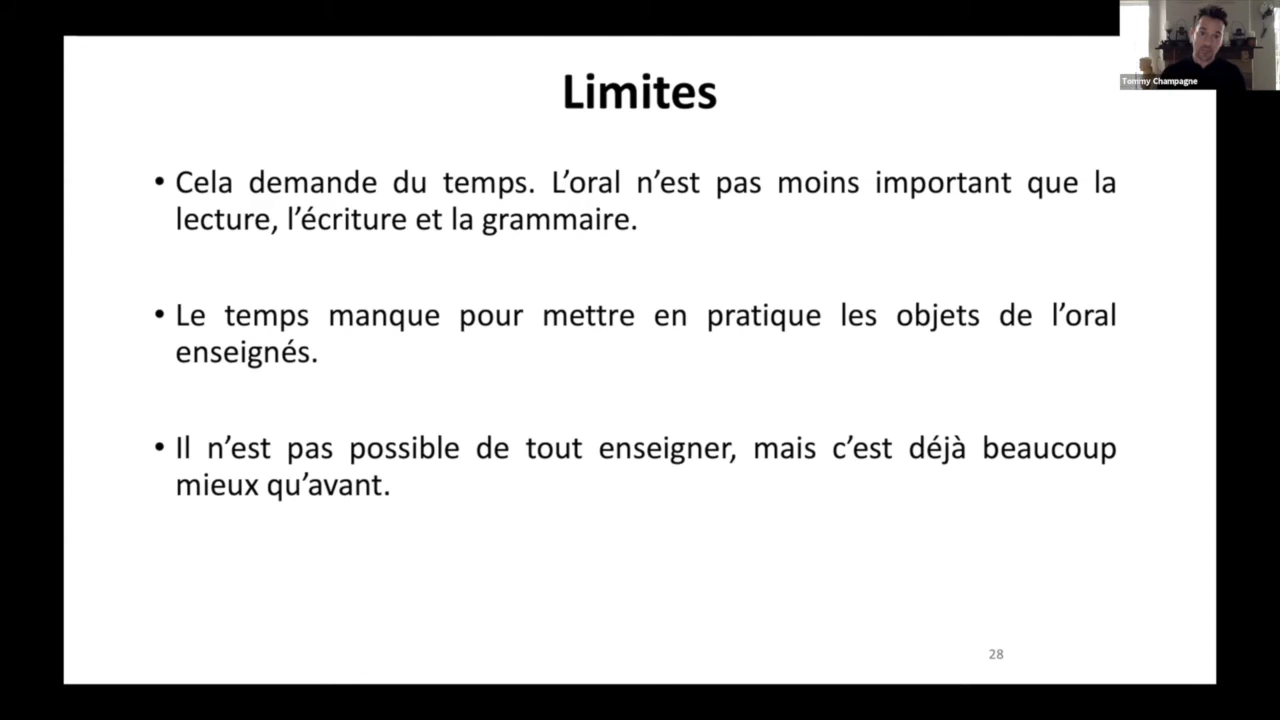 Tommy Champagne
Limites
• Cela demande du temps. L’oral n’est pas moins important que la
lecture, l’écriture et la grammaire.
• Le temps manque pour mettre en pratique les objets de l’oral
enseignés.
• Il n’est pas possible de tout enseigner, mais c’est déjà beaucoup
mieux qu’avant.
28